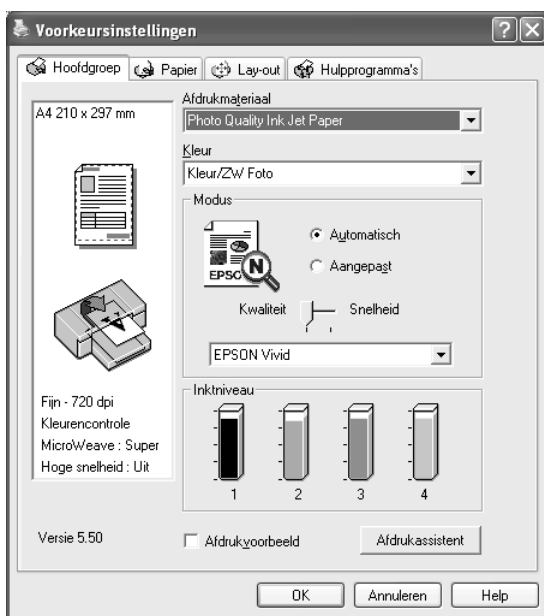 Voorkeursinstellingen
Hoofdgroep Papier Lay-out Hulpprogramma's
A4 210 x 297 mm
Afdrukmateriaal
Photo Quality Ink Jet Paper
Kleur
Kleur/ZW Foto
Modus
EPSON
Automatisch
Aangepast
Kwaliteit Snelheid
EPSON Vivid
Fijn - 720 dpi
Kleurencontrole
MicroWeave : Super
Hoge snelheid : Uit
Inktniveau
1 2 3 4
Versie 5.50
Afdrukvoorbeeld
Afdrukassistent
OK Annuleren Help